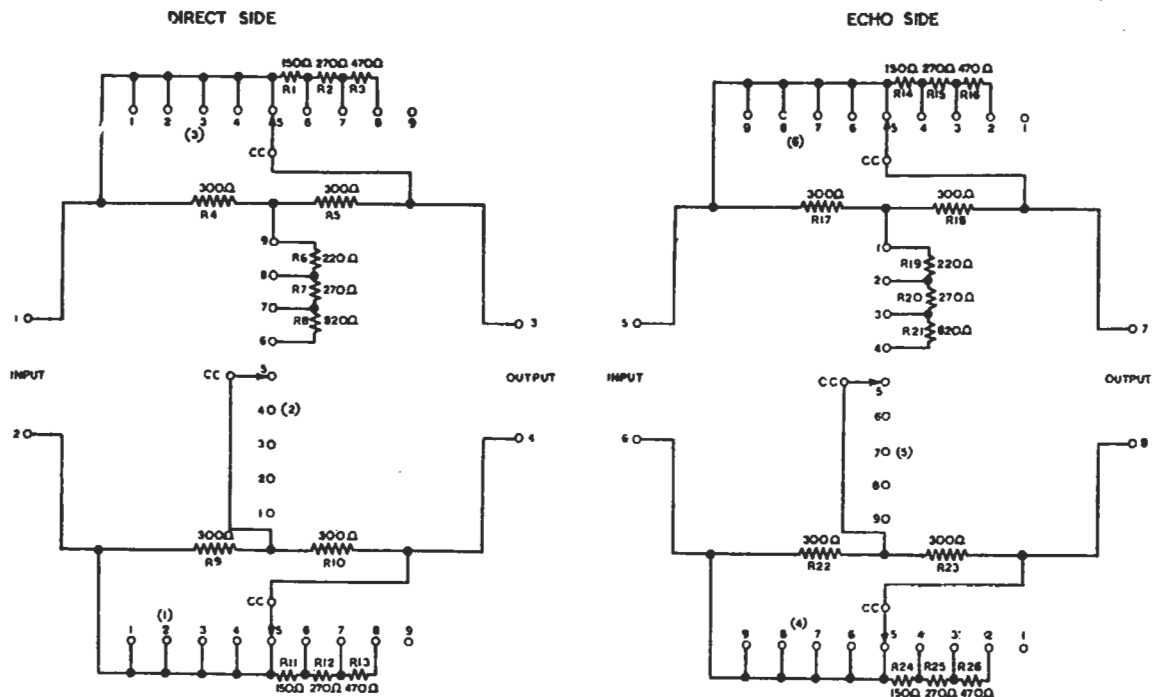 DIRECT SIDE
ECHO SIDE
150Ω 270Ω 470Ω
R1 R2 R3
1 2 3 4 5 6 7 8 9
(3)
CC
300Ω 300Ω
R4 R5
9
R6 220Ω
8
R7 270Ω
7
R8 820Ω
6
1
3
INPUT
CC
5
OUTPUT
4 (2)
2
4
3
2
1
300Ω 300Ω
R9 R10
CC
(1)
1 2 3 4 5 6 7 8 9
R11 R12 R13
150Ω 270Ω 470Ω
150Ω 270Ω 470Ω
R14 R15 R16
9 8 7 6 5 4 3 2 1
(6)
CC
300Ω 300Ω
R17 R18
1
R19 220Ω
2
R20 270Ω
3
R21 820Ω
4
5
7
INPUT
CC
5
OUTPUT
6
6
8
7 (5)
8
9
300Ω 300Ω
R22 R23
CC
(4)
9 8 7 6 5 4 3 2 1
R24 R25 R26
150Ω 270Ω 470Ω